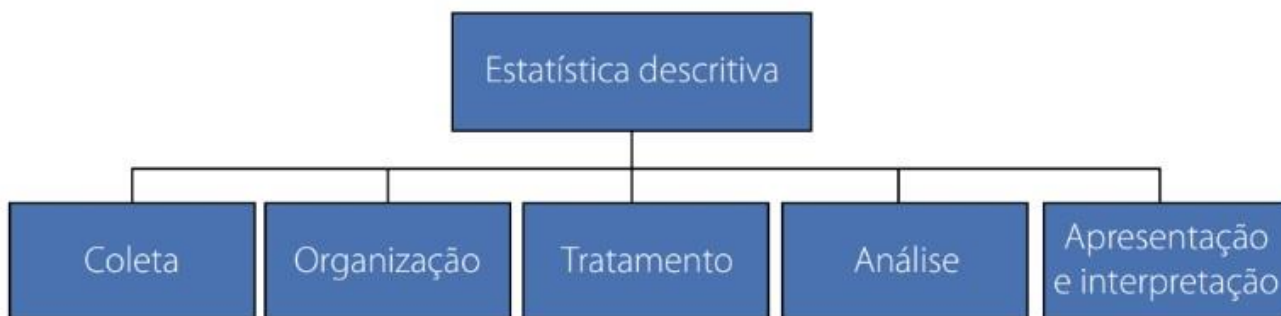 Estatística descritiva
Coleta
Organização
Tratamento
Análise
Apresentação
e interpretação